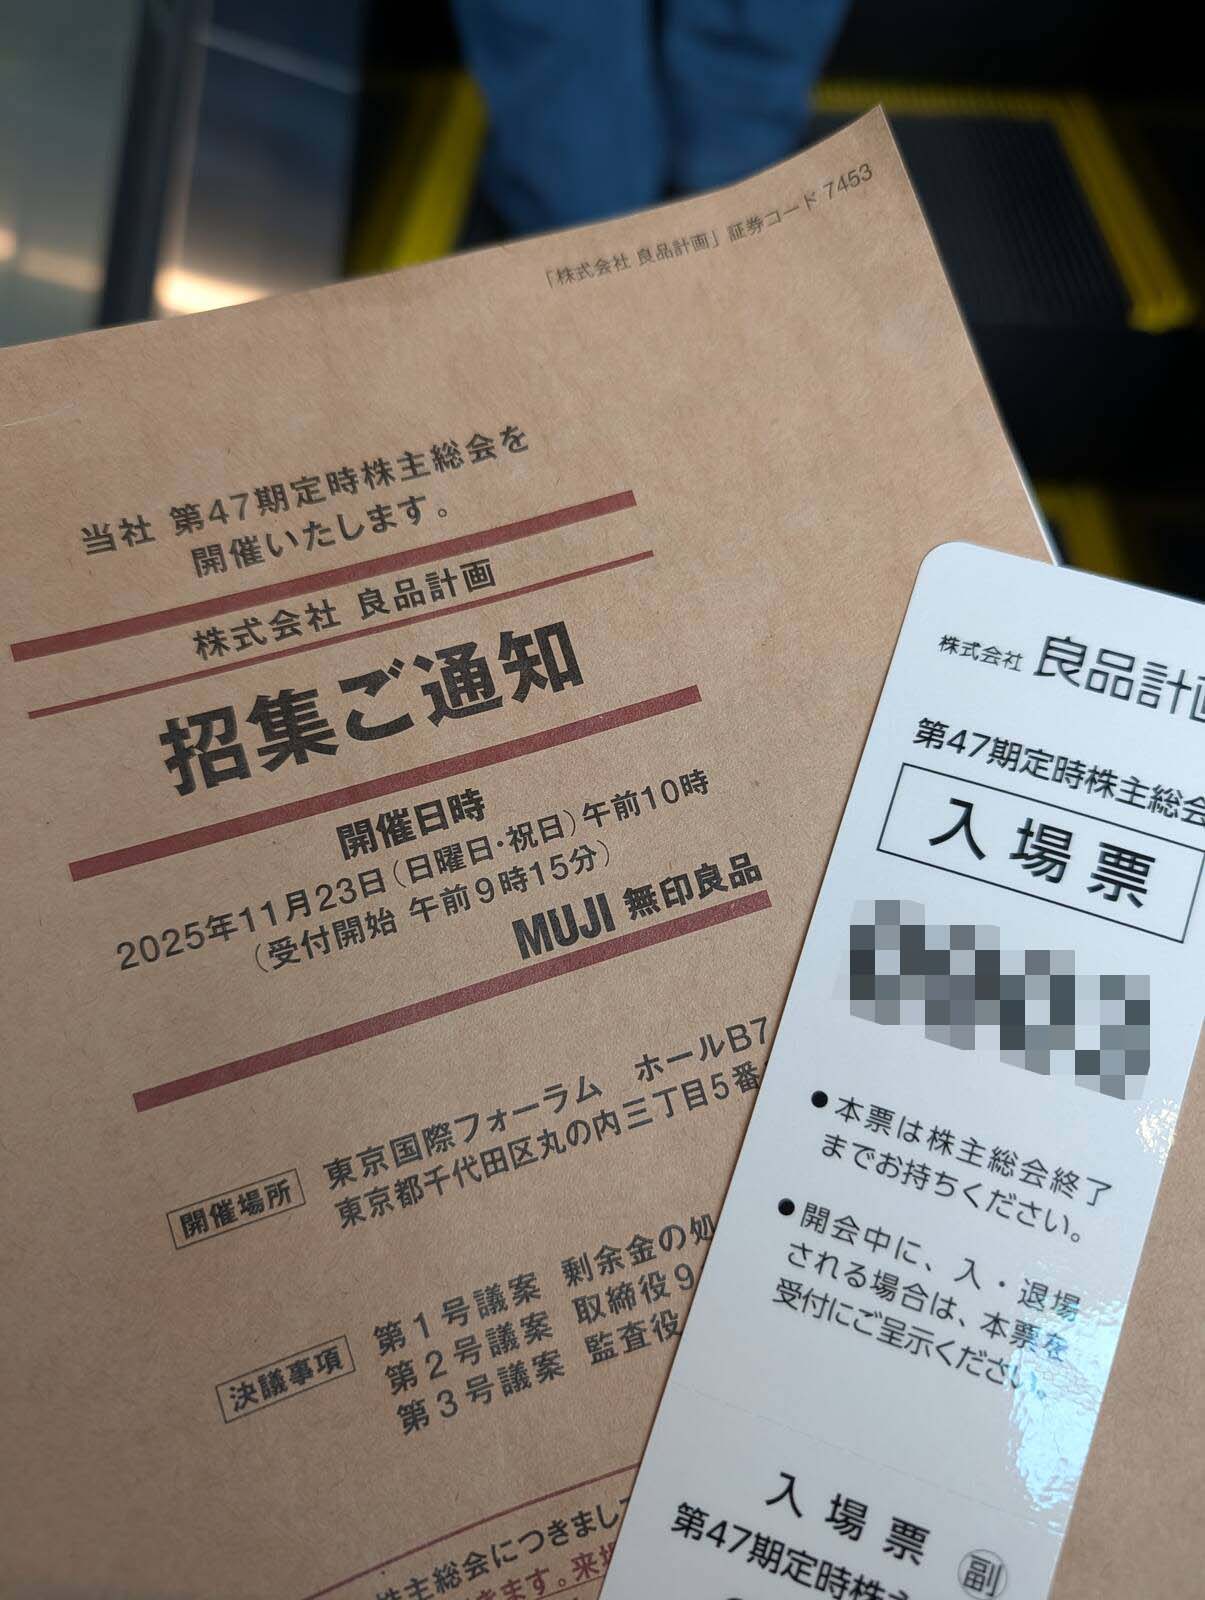 「株式会社 良品計画」証券コード 7453
当社 第47期定時株主総会を
開催いたします。
株式会社 良品計画
招集ご通知
開催日時
2025年11月23日(日曜日・祝日)午前10時
(受付開始 午前9時15分)
MUJI 無印良品
開催場所
東京国際フォーラム ホールB7
東京都千代田区丸の内三丁目5番
決議事項
第1号議案 剰余金の処
第2号議案 取締役9
第3号議案 監査役
株主総会につきまし
きます。来場
株式会社 良品計画
第47期定時株主総会
入場票
●本票は株主総会終了
までお持ちください。
●開会中に、入・退場
される場合は、本票を
受付にご呈示ください。
入場票 副
第47期定時株主